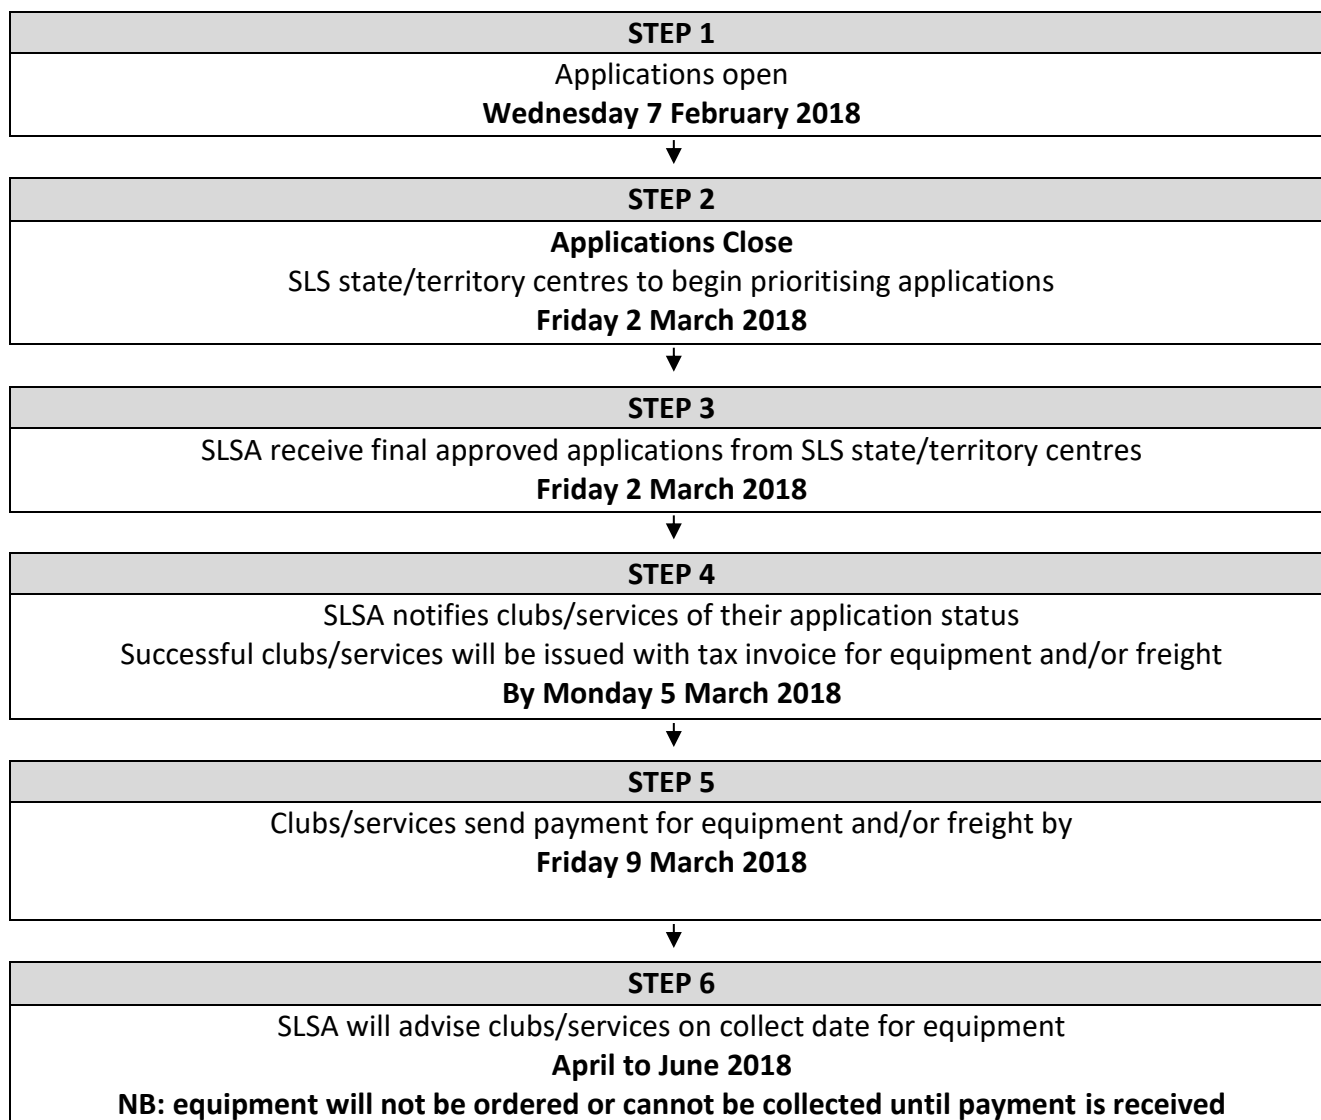 STEP 1
Applications open
Wednesday 7 February 2018
STEP 2
Applications Close
SLS state/territory centres to begin prioritising applications
Friday 2 March 2018
STEP 3
SLSA receive final approved applications from SLS state/territory centres
Friday 2 March 2018
STEP 4
SLSA notifies clubs/services of their application status
Successful clubs/services will be issued with tax invoice for equipment and/or freight
By Monday 5 March 2018
STEP 5
Clubs/services send payment for equipment and/or freight by
Friday 9 March 2018
STEP 6
SLSA will advise clubs/services on collect date for equipment
April to June 2018
NB: equipment will not be ordered or cannot be collected until payment is received